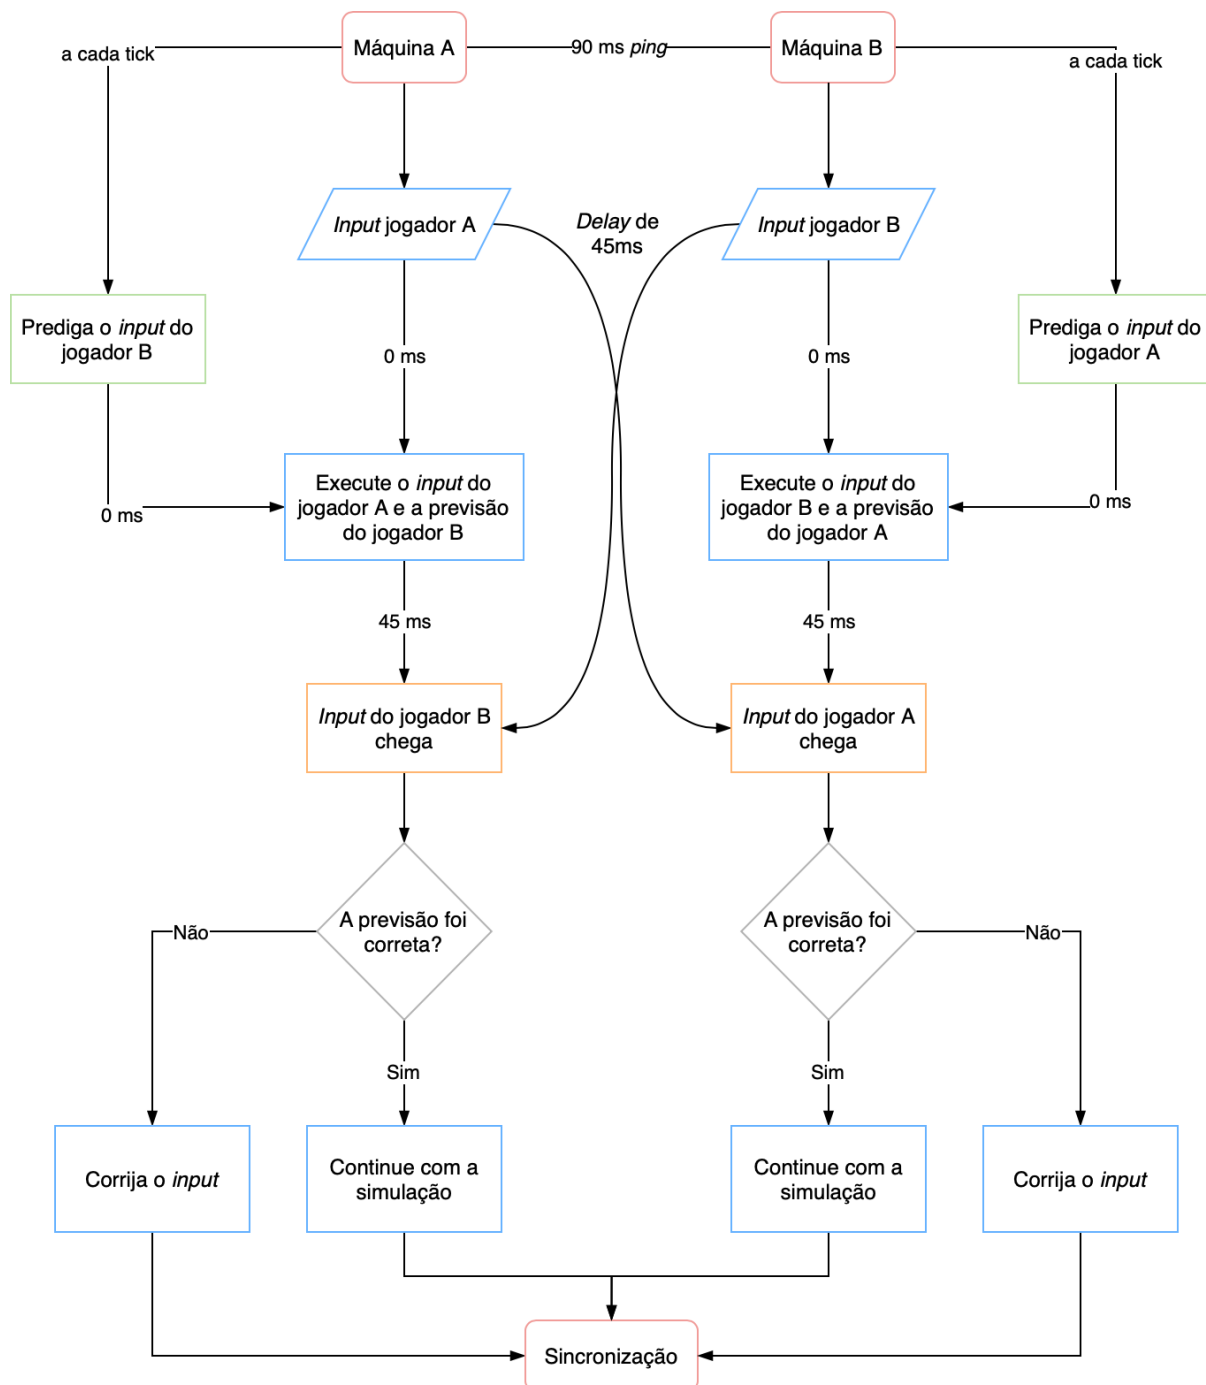 Máquina A
90 ms ping
Máquina B
a cada tick
a cada tick
Input jogador A
Delay de
45ms
Input jogador B
Prediga o input do
jogador B
0 ms
0 ms
Prediga o input do
jogador A
Execute o input do
jogador A e a previsão
do jogador B
Execute o input do
jogador B e a previsão
do jogador A
0 ms
0 ms
45 ms
45 ms
Input do jogador B
chega
Input do jogador A
chega
A previsão foi
correta?
A previsão foi
correta?
Não
Não
Sim
Sim
Corrija o input
Continue com a
simulação
Continue com a
simulação
Corrija o input
Sincronização